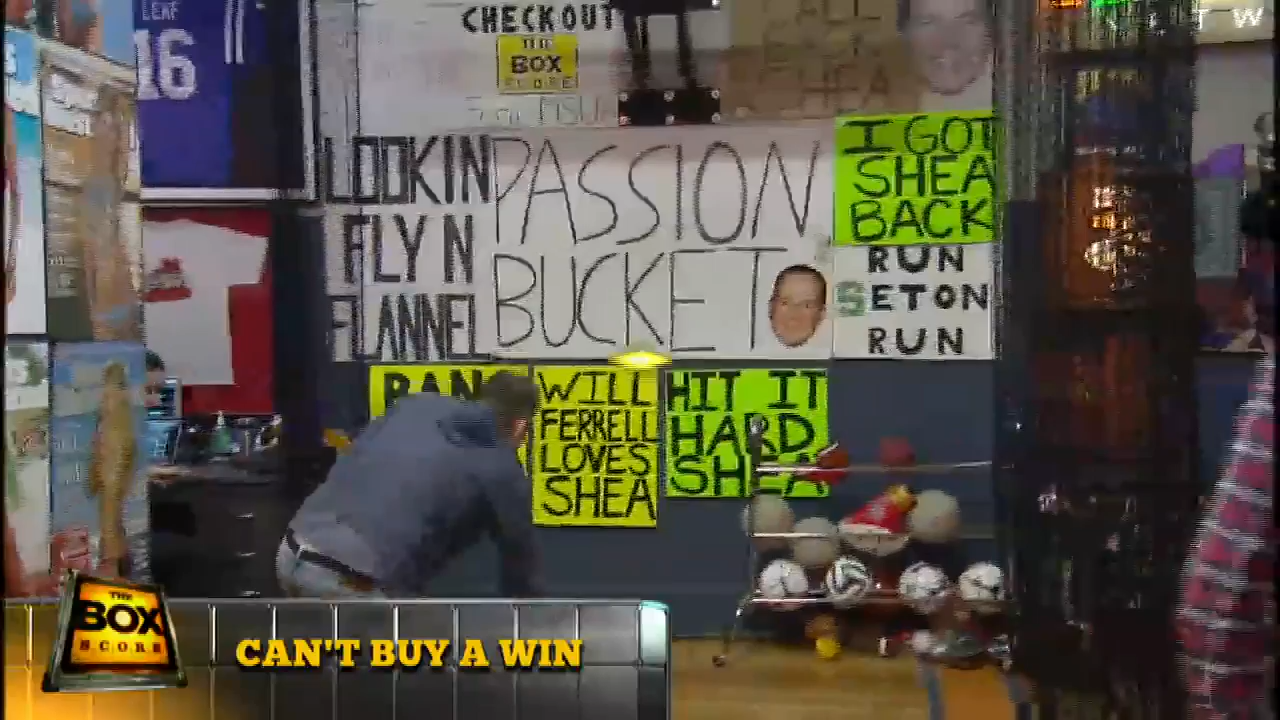 LEAF
16
CHECKOUT
THE
BOX
SCORE
LOOKIN
FLY N
FLANNEL
PASSION
BUCKET
I GOT
SHEA
BACK
RUN
SETON
RUN
BANG
WILL
FERRELL
LOVES
SHEA
HIT IT
HARD
SHEA
T W
THE
BOX
SCORE
CAN'T BUY A WIN